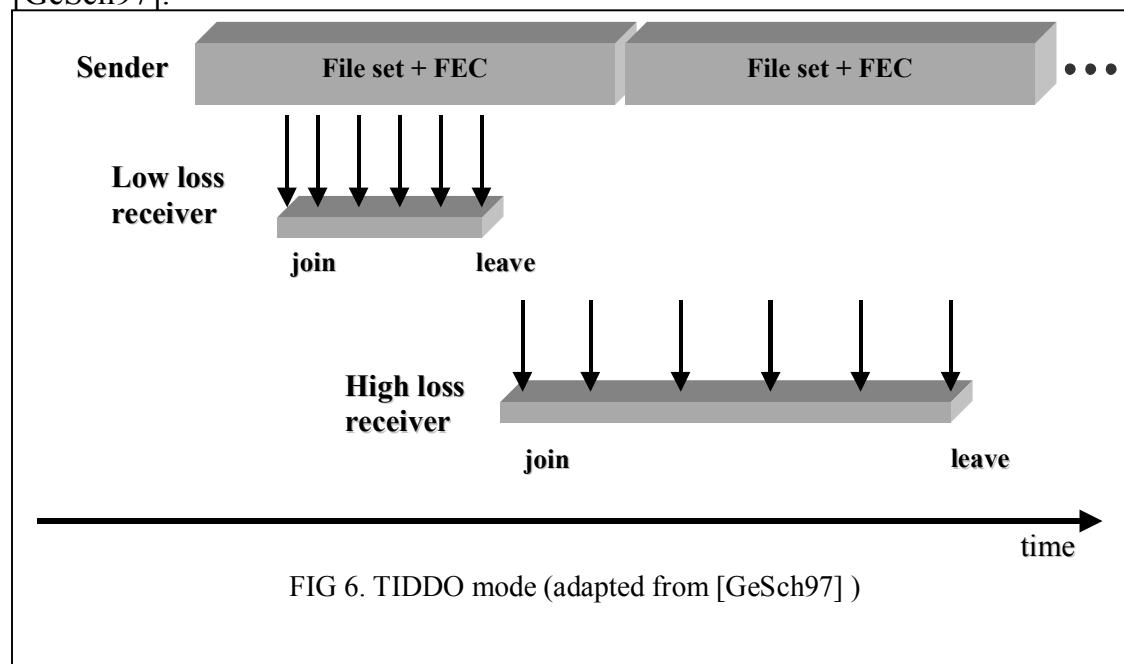 [GeSch97].
Sender
File set + FEC
File set + FEC
Low loss
receiver
join
leave
High loss
receiver
join
leave
time
FIG 6. TIDDO mode (adapted from [GeSch97] )